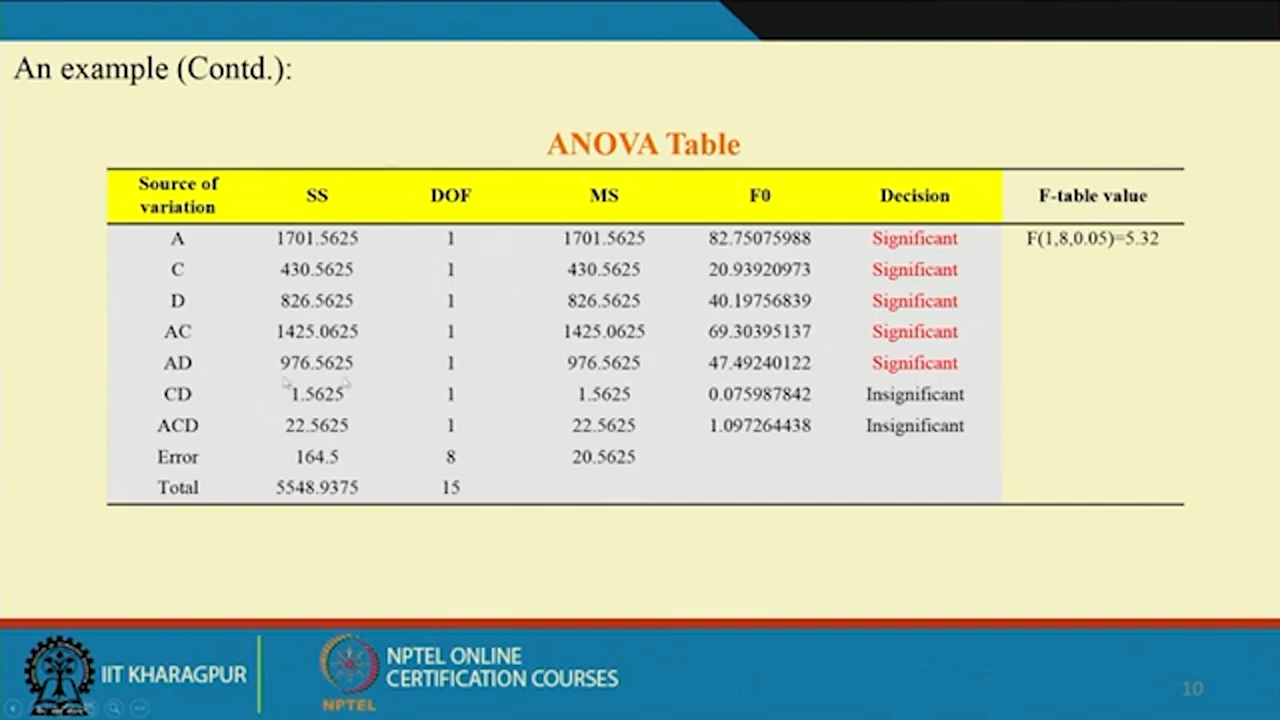 An example (Contd.):
ANOVA Table
Source of variation SS DOF MS F0 Decision F-table value
A 1701.5625 1 1701.5625 82.75075988 Significant F(1,8,0.05)=5.32
C 430.5625 1 430.5625 20.93920973 Significant
D 826.5625 1 826.5625 40.19756839 Significant
AC 1425.0625 1 1425.0625 69.30395137 Significant
AD 976.5625 1 976.5625 47.49240122 Significant
CD 1.5625 1 1.5625 0.075987842 Insignificant
ACD 22.5625 1 22.5625 1.097264438 Insignificant
Error 164.5 8 20.5625
Total 5548.9375 15
IIT KHARAGPUR
NPTEL
NPTEL ONLINE
CERTIFICATION COURSES
10